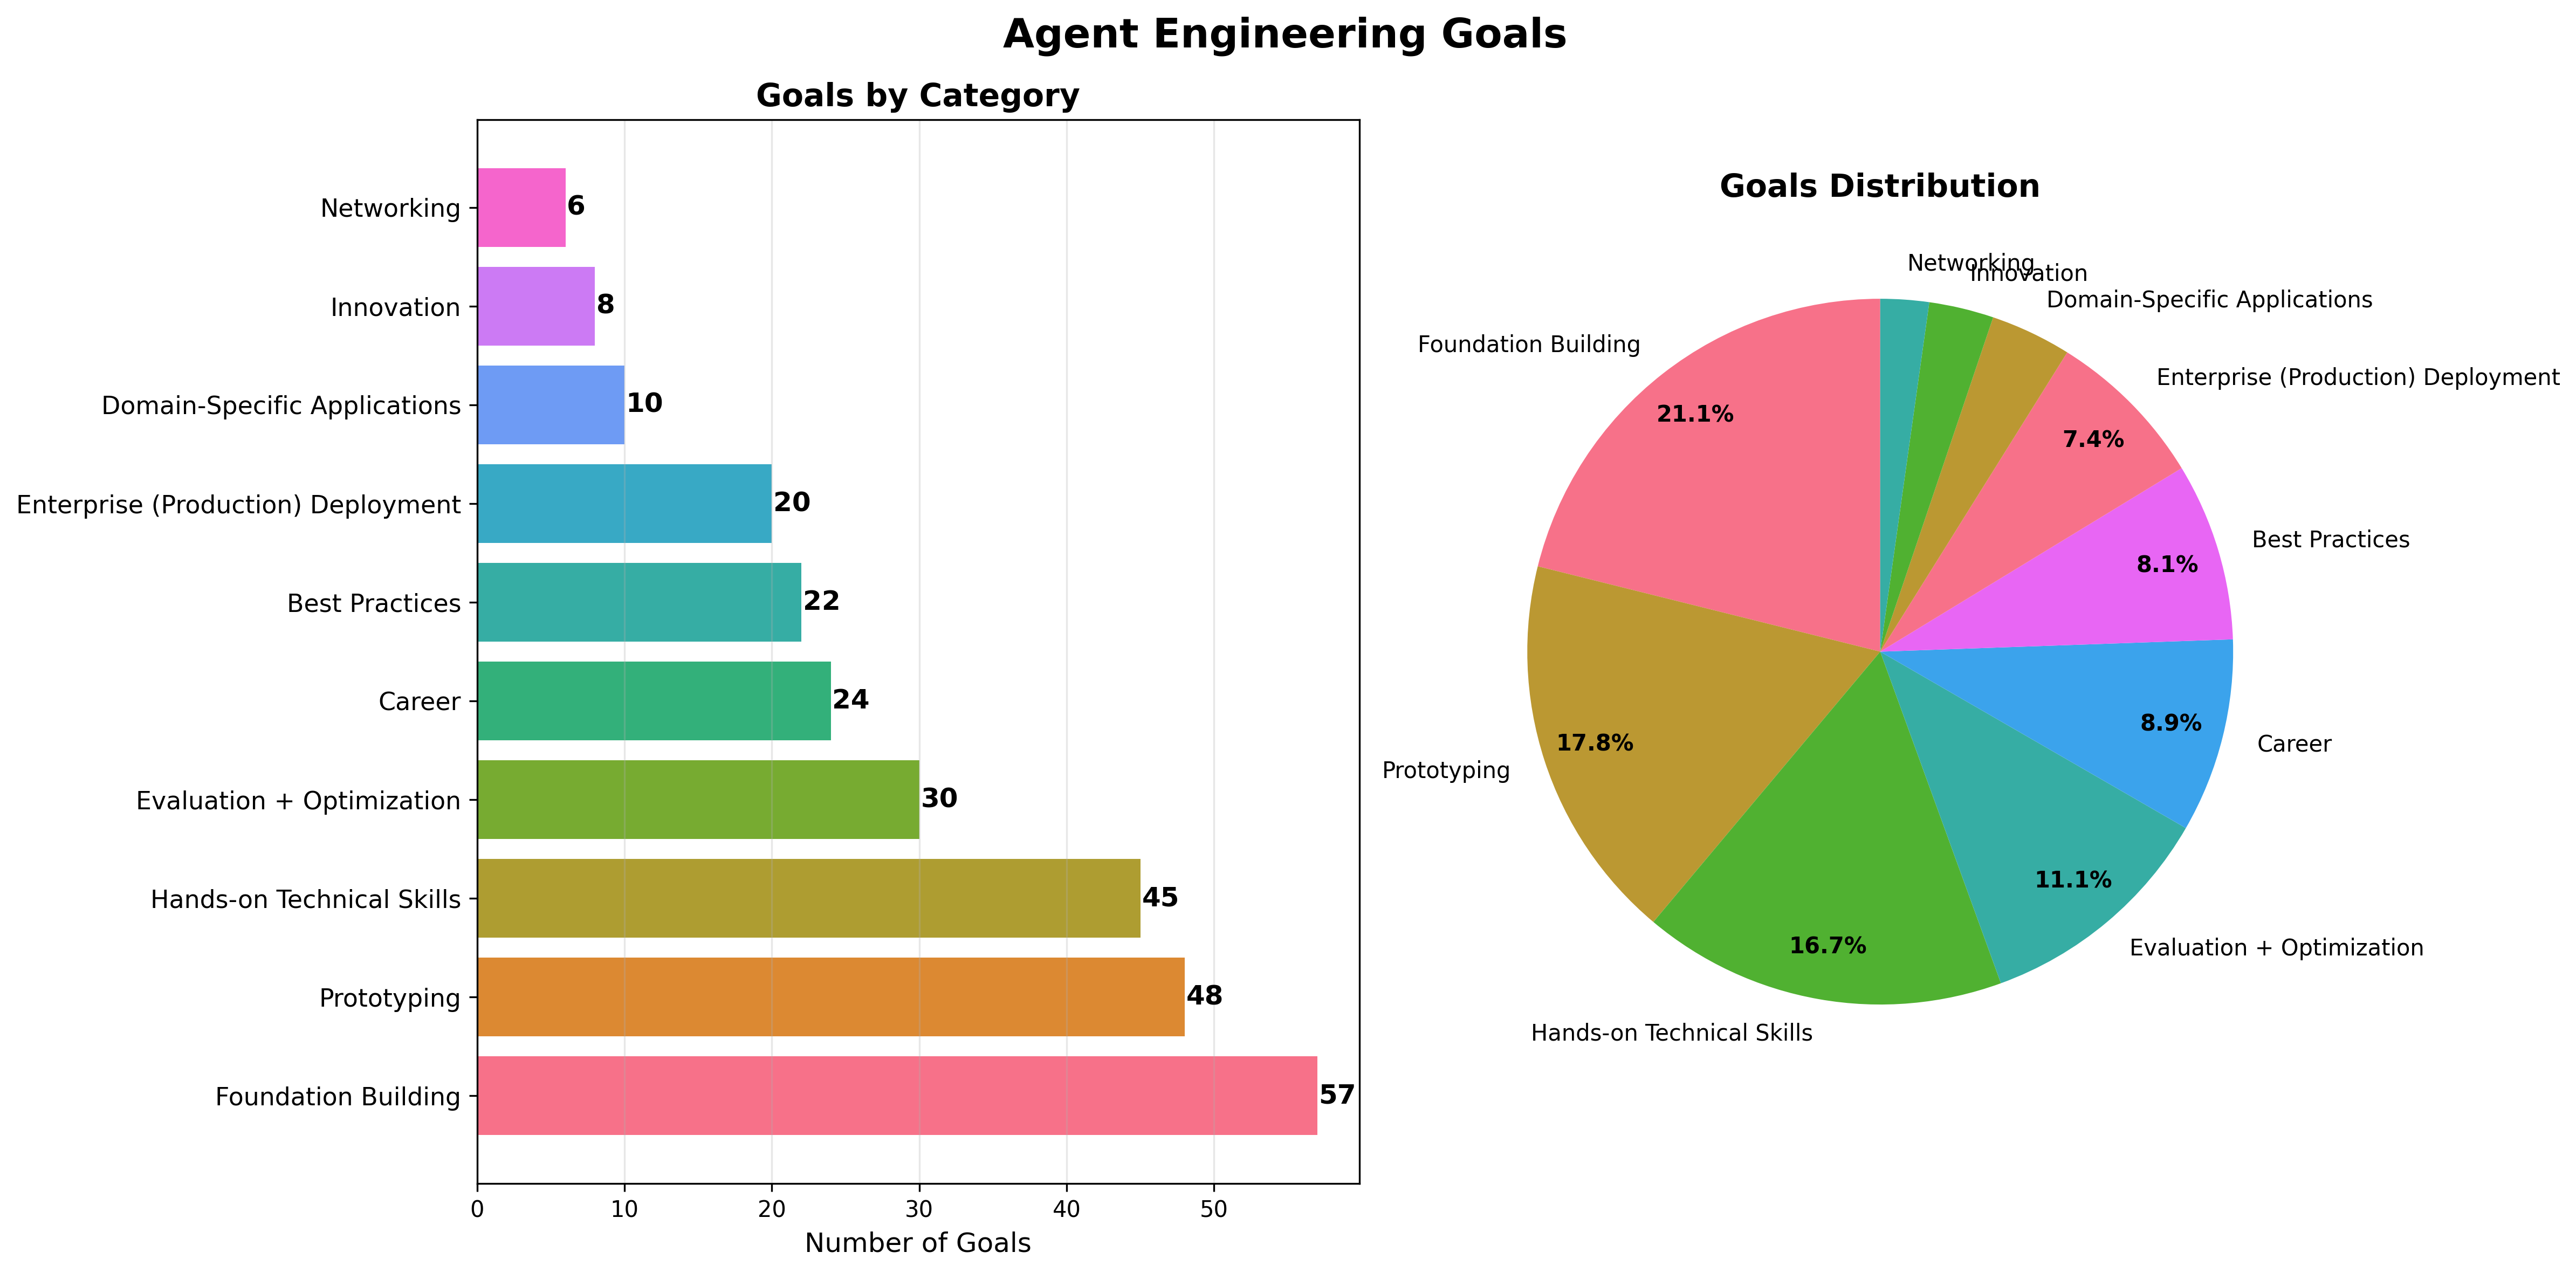 Agent Engineering Goals
Goals by Category
Networking
6
Innovation
8
Domain-Specific Applications
10
Enterprise (Production) Deployment
20
Best Practices
22
Career
24
Evaluation + Optimization
30
Hands-on Technical Skills
45
Prototyping
48
Foundation Building
57
0 10 20 30 40 50
Number of Goals
Goals Distribution
Networking
Innovation
Domain-Specific Applications
Foundation Building
Enterprise (Production) Deployment
21.1%
7.4%
Best Practices
8.1%
8.9%
17.8%
Career
Prototyping
11.1%
16.7%
Evaluation + Optimization
Hands-on Technical Skills